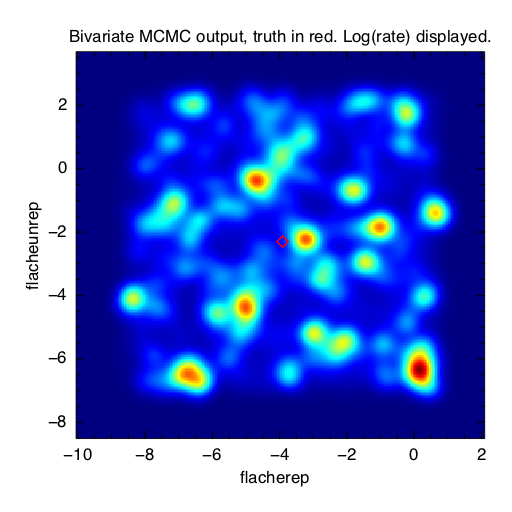 Bivariate MCMC output, truth in red. Log(rate) displayed.
2
0
−2
−4
−6
−8
flacheunrep
−10 −8 −6 −4 −2 0 2
flacherep